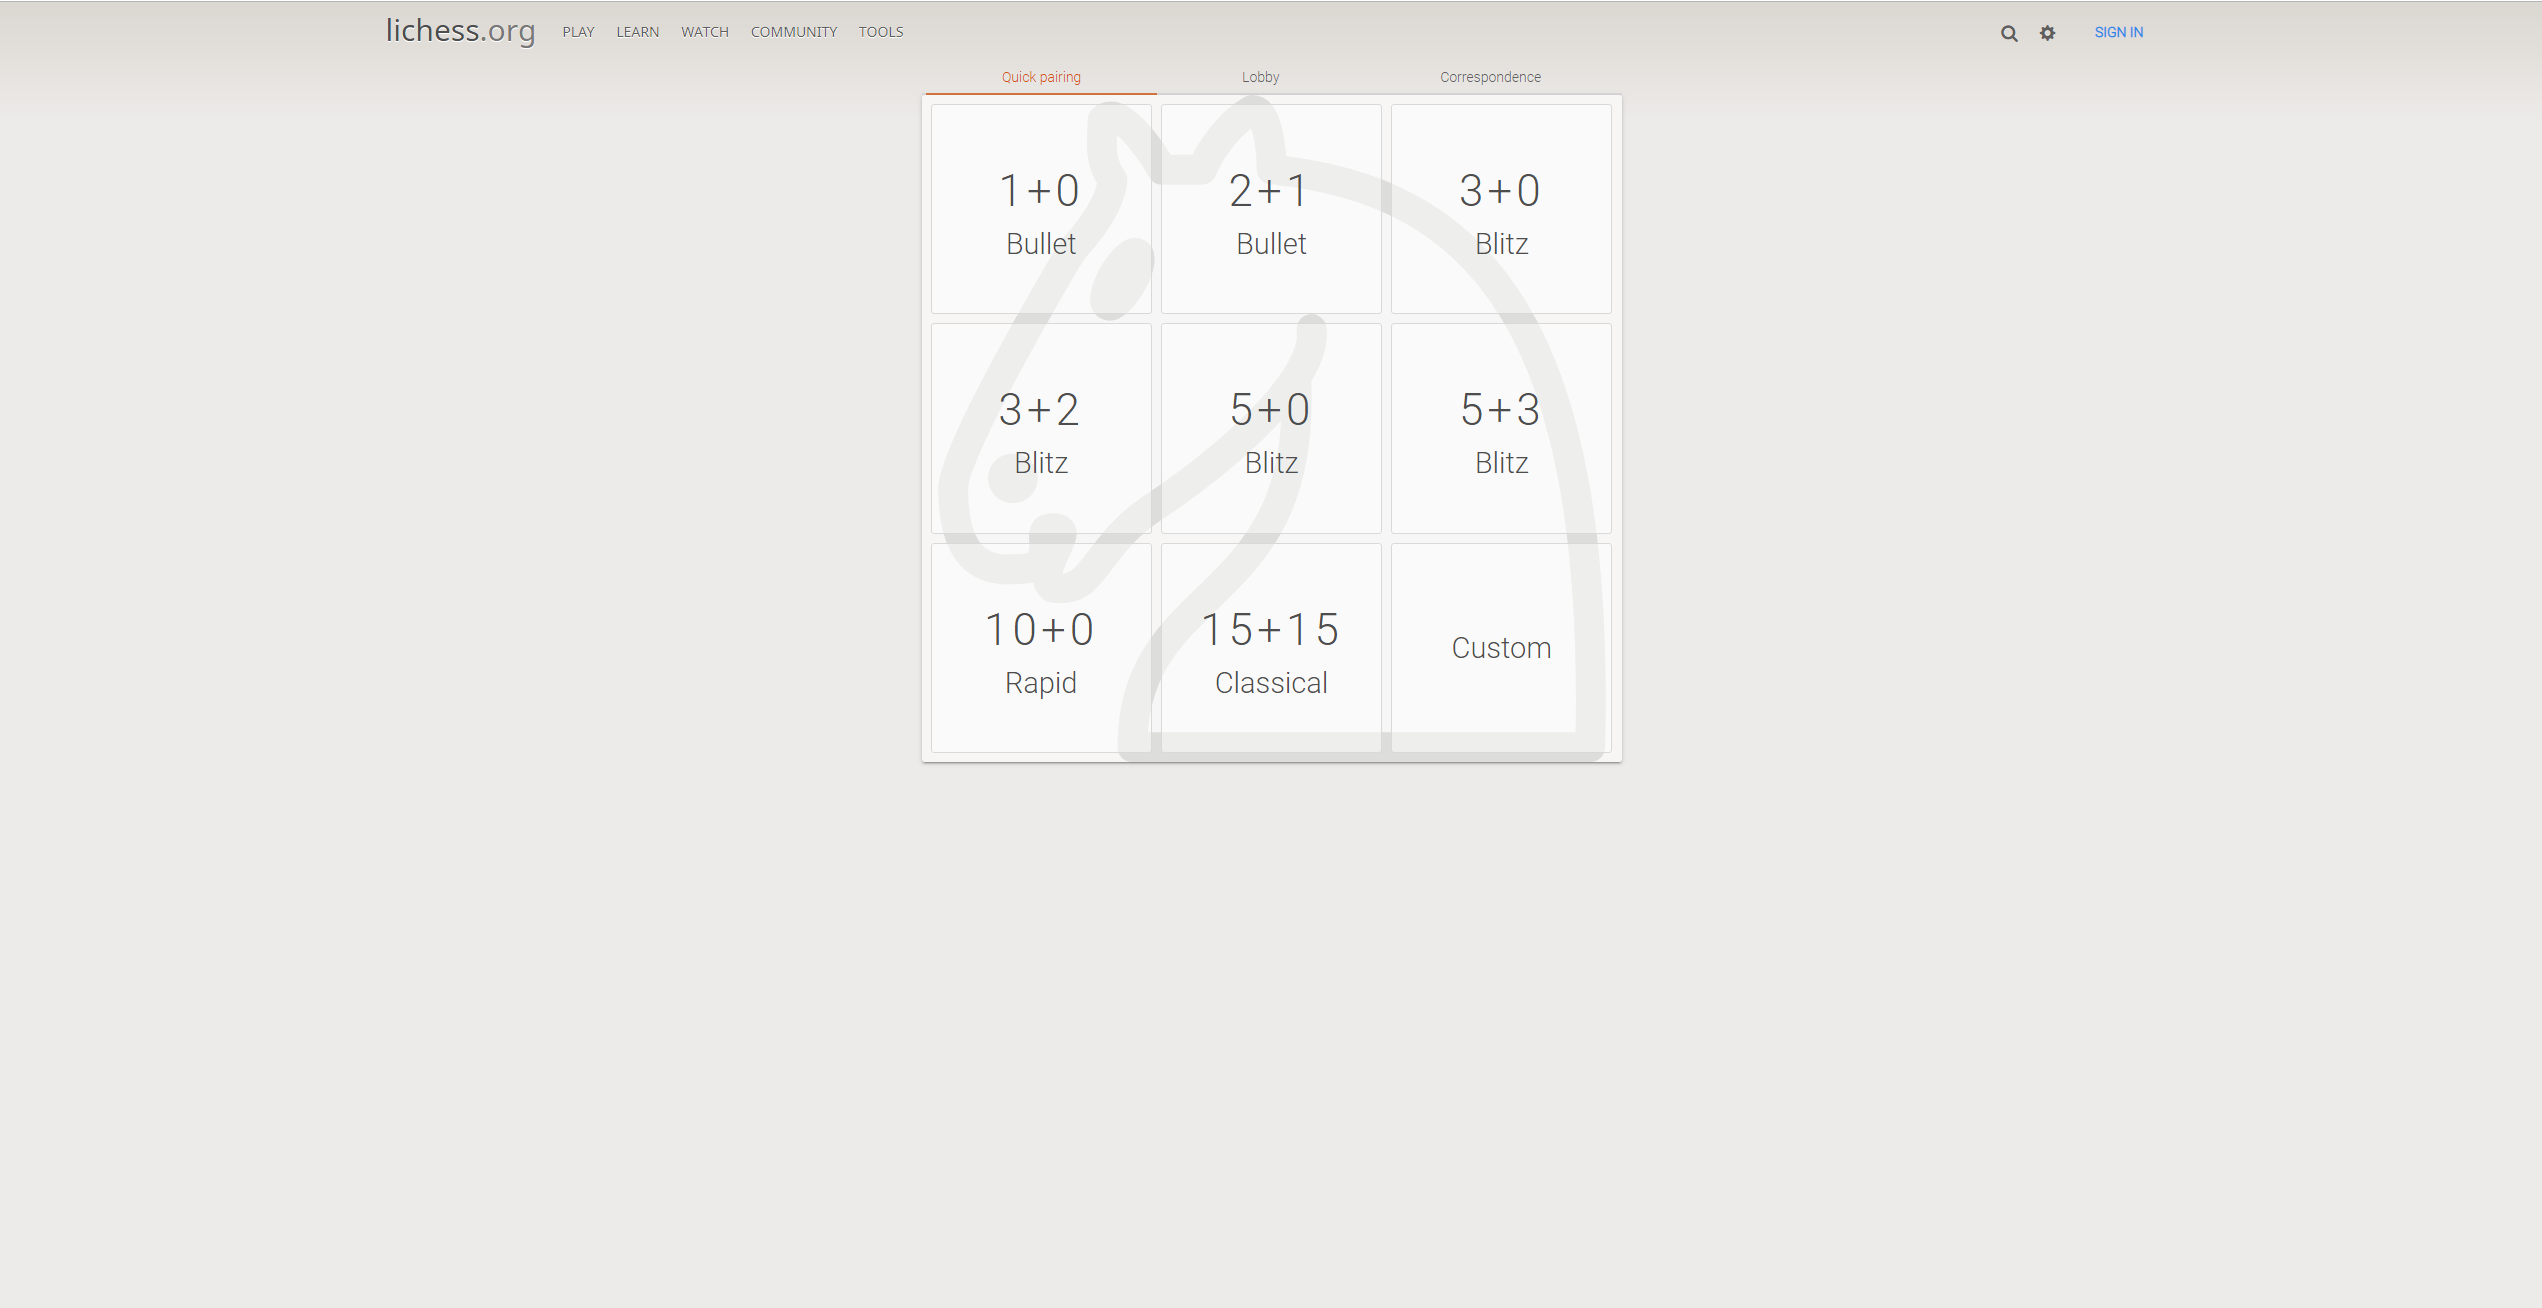 lichess.org PLAY LEARN WATCH COMMUNITY TOOLS SIGN IN
Quick pairing Lobby Correspondence
1+0
Bullet
2+1
Bullet
3+0
Blitz
3+2
Blitz
5+0
Blitz
5+3
Blitz
10+0
Rapid
15+15
Classical
Custom